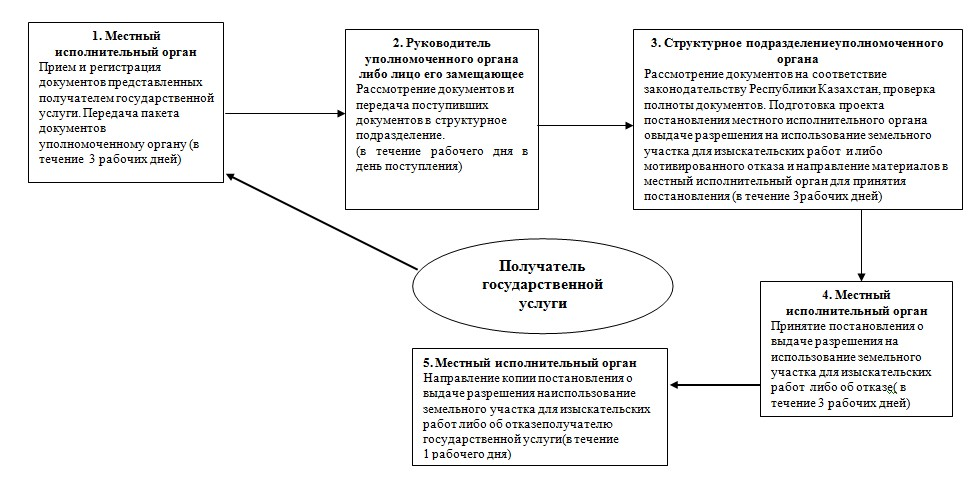 1. Местный
исполнительный орган
Прием и регистрация
документов представленных
получателем государственной
услуги. Передача пакета
документов
уполномоченному органу (в
течение 3 рабочих дней)
2. Руководитель
уполномоченного органа
либо лицо его замещающее
Рассмотрение документов и
передача поступивших
документов в структурное
подразделение.
(в течение рабочего дня в
день поступления)
3. Структурное подразделениеуполномоченного
органа
Рассмотрение документов на соответствие
законодательству Республики Казахстан, проверка
полноты документов. Подготовка проекта
постановления местного исполнительного органа
овыдаче разрешения на использование земельного
участка для изыскательских работ и либо
мотивированного отказа и направление материалов в
местный исполнительный орган для принятия
постановления (в течение 3рабочих дней)
Получатель
государственной
услуги
4. Местный
исполнительный орган
Принятие постановления о
выдаче разрешения на
использование земельного
участка для изыскательских
работ либо об отказе( в
течение 3 рабочих дней)
5. Местный исполнительный орган
Направление копии постановления о
выдаче разрешения наиспользование
земельного участка для изыскательских
работ либо об отказеполучателю
государственной услуги(в течение
1 рабочего дня)